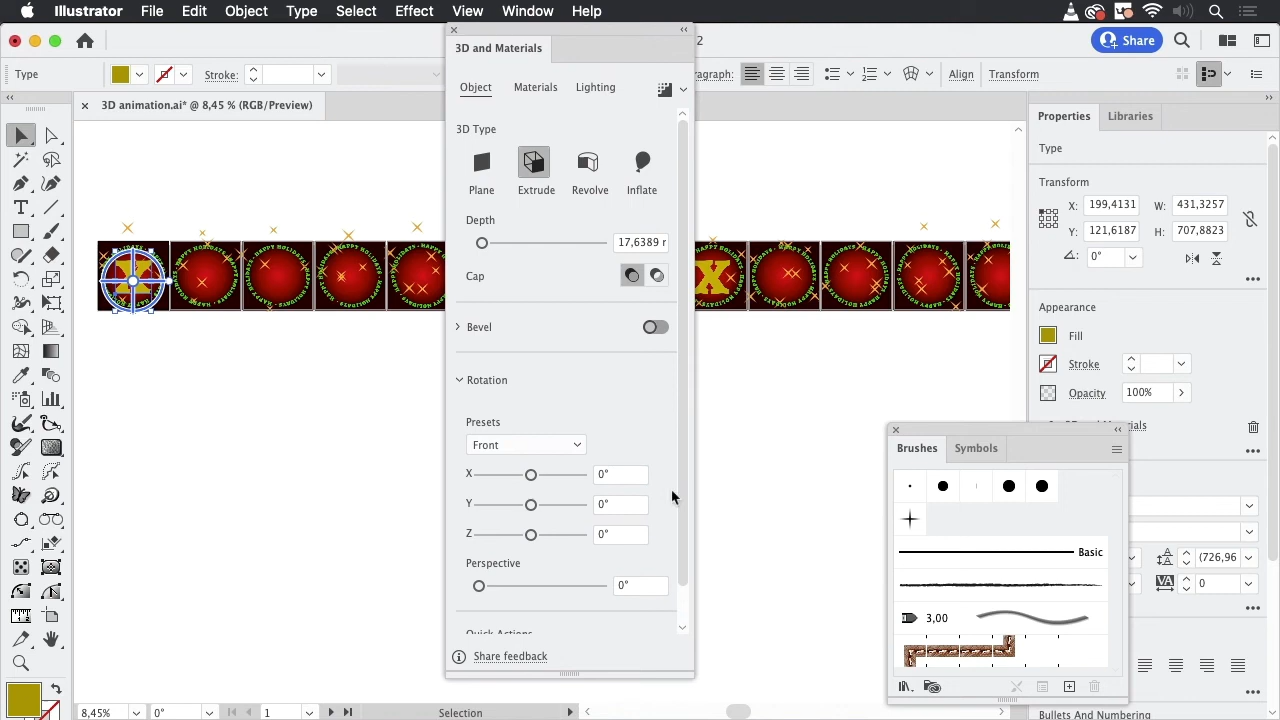 Illustrator File Edit Object Type Select Effect View Window Help
3D and Materials
2
Share
Type
Stroke:
ragraph:
Align
Transform
3D animation.ai* @ 8,45 % (RGB/Preview)
Object Materials Lighting
3D Type
Plane Extrude Revolve Inflate
Depth
17,6389 r
Cap
Bevel
Rotation
Presets
Front
X 0°
Y 0°
Z 0°
Perspective
0°
Quick Actions
Share feedback
Properties Libraries
Type
Transform
X: 199,4131 W: 431,3257
Y: 121,6187 H: 707,8823
0°
Appearance
Fill
Stroke
Opacity 100%
Brushes Symbols
Basic
3,00
(726,96
0
Bullets And Numbering
X
8,45% 0° 1 Selection